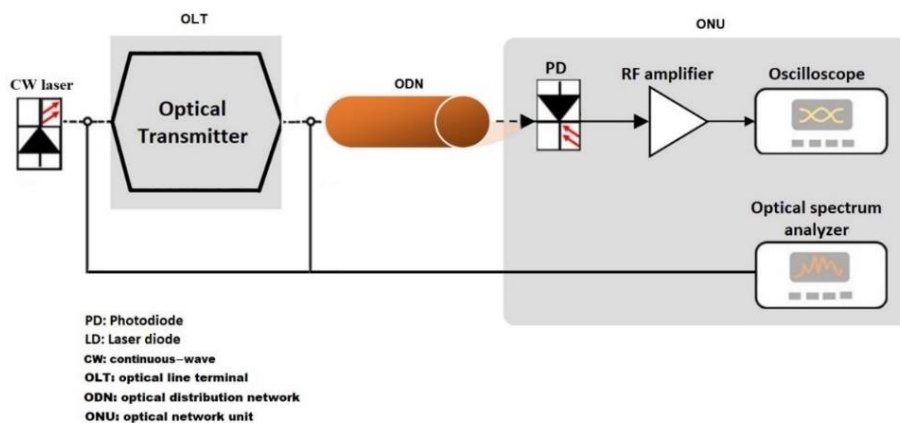 OLT
ONU
CW laser
Optical
Transmitter
ODN
PD
RF amplifier
Oscilloscope
Optical spectrum
analyzer
PD: Photodiode
LD: Laser diode
CW: continuous–wave
OLT: optical line terminal
ODN: optical distribution network
ONU: optical network unit